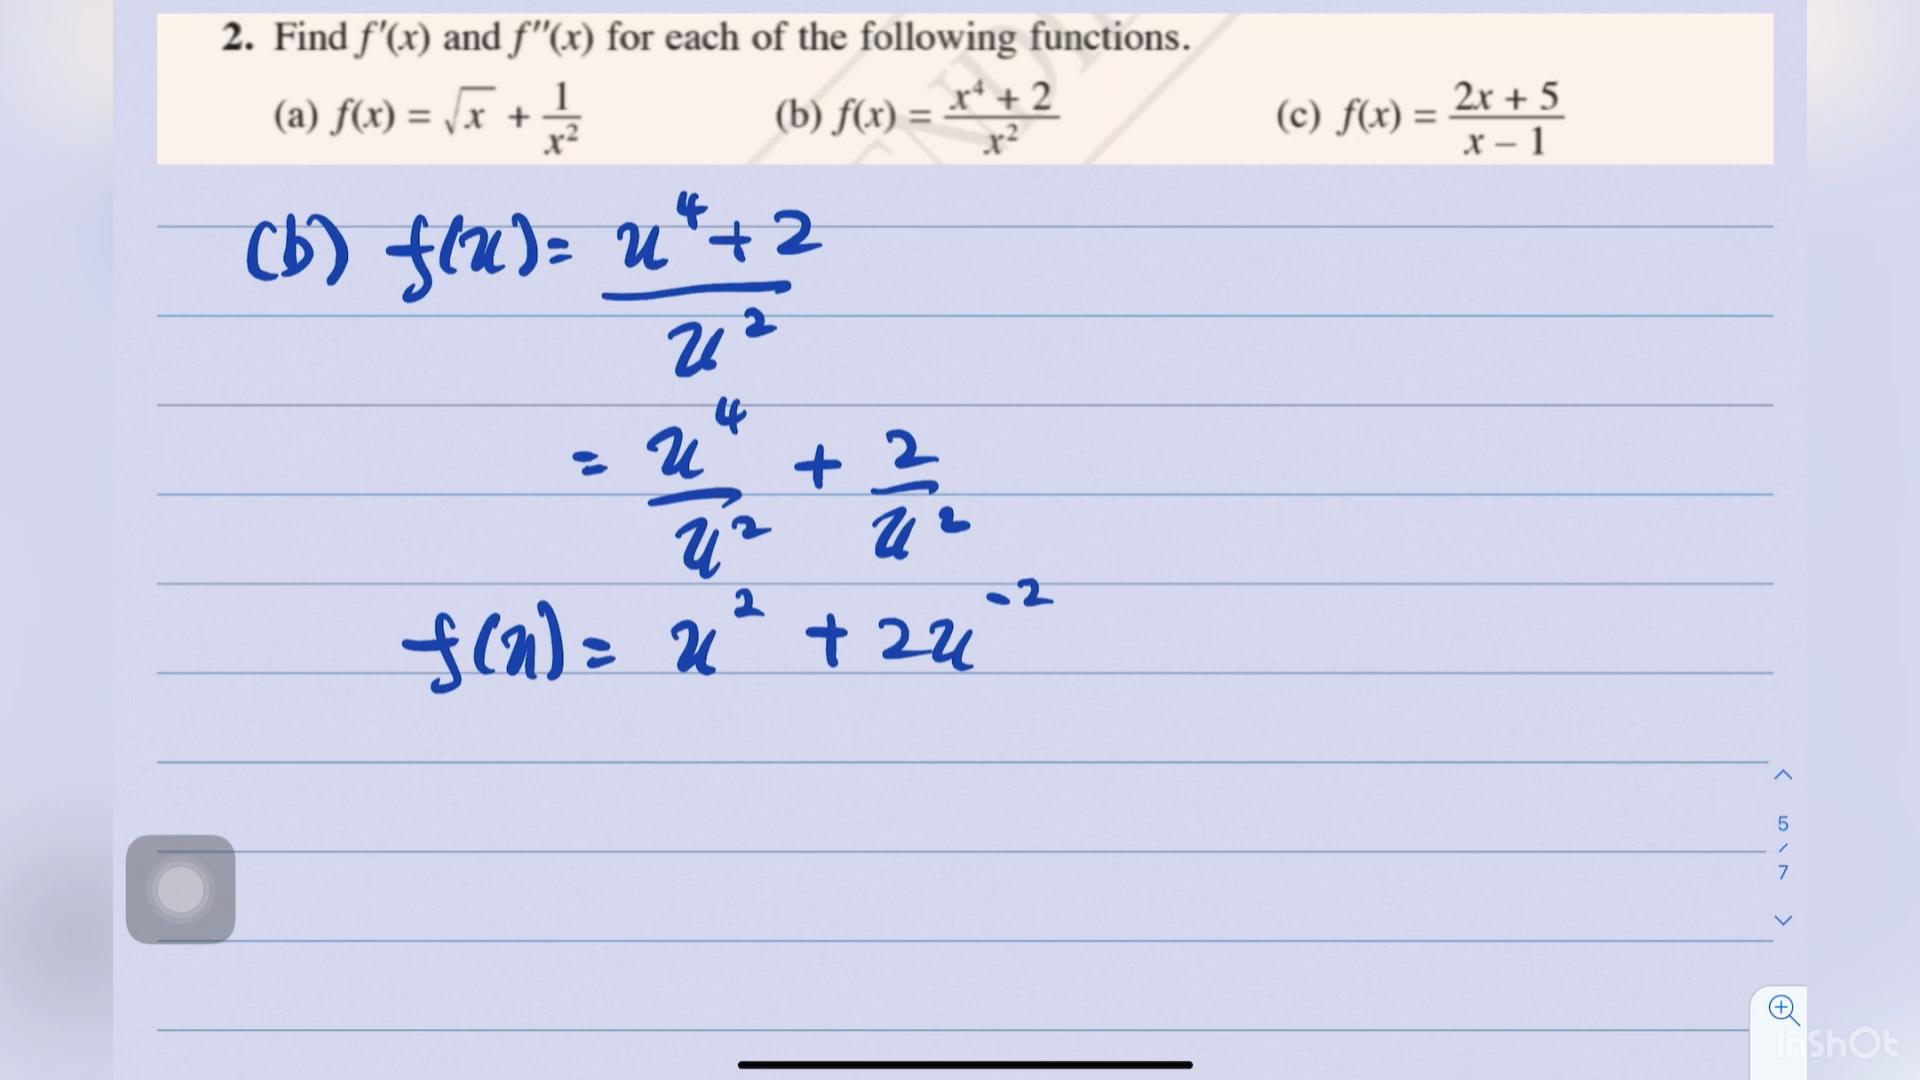 2. Find f′(x) and f″(x) for each of the following functions.
(a) f(x) = √x + 1/x² (b) f(x) = (x⁴ + 2)/x² (c) f(x) = (2x + 5)/(x − 1)
(b) f(x) = (x⁴ + 2)/x²
= x⁴/x² + 2/x²
f(x) = x² + 2x⁻²
5
/
7
InShOt